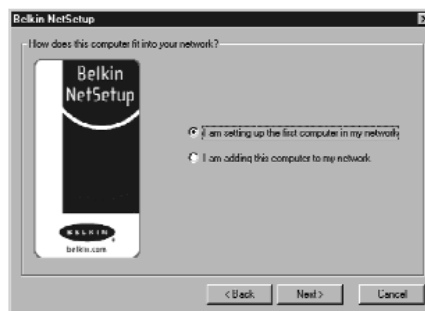 Belkin NetSetup
How does this computer fit into your network?
Belkin
NetSetup
I am setting up the first computer in my network
I am adding this computer to my network
BELKIN
belkin.com
< Back
Next >
Cancel